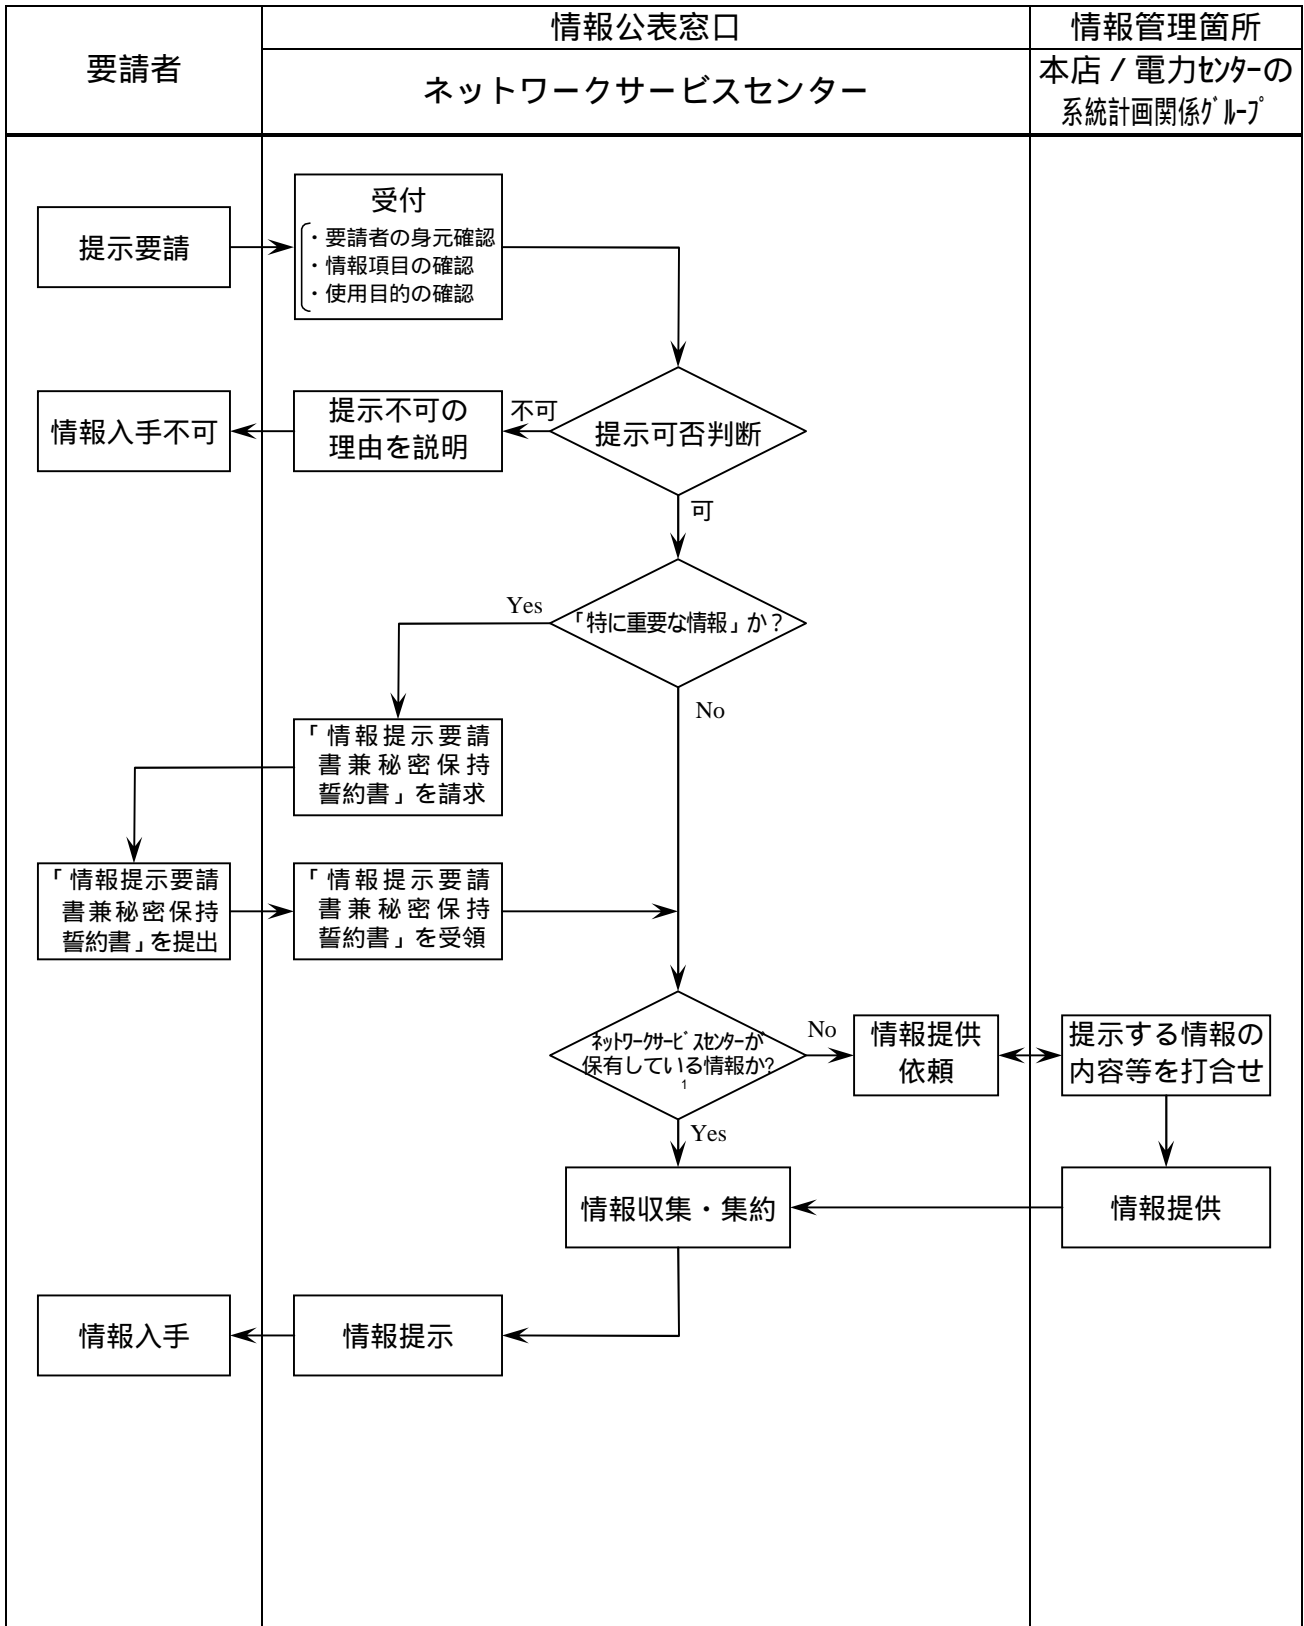 要請者
情報公表窓口
ネットワークサービスセンター
情報管理箇所
本店/電力ｾﾝﾀｰの
系統計画関係ｸﾞﾙｰﾌﾟ
提示要請
受付
・要請者の身元確認
・情報項目の確認
・使用目的の確認
情報入手不可
提示不可の
理由を説明
不可
提示可否判断
可
「特に重要な情報」か？
Yes
No
「情報提示要請
書兼秘密保持
誓約書」を請求
「情報提示要請
書兼秘密保持
誓約書」を提出
「情報提示要請
書兼秘密保持
誓約書」を受領
ﾈｯﾄﾜｰｸｻｰﾋﾞｽｾﾝﾀｰが
保有している情報か?
1
No
情報提供
依頼
提示する情報の
内容等を打合せ
Yes
情報収集・集約
情報提供
情報入手
情報提示